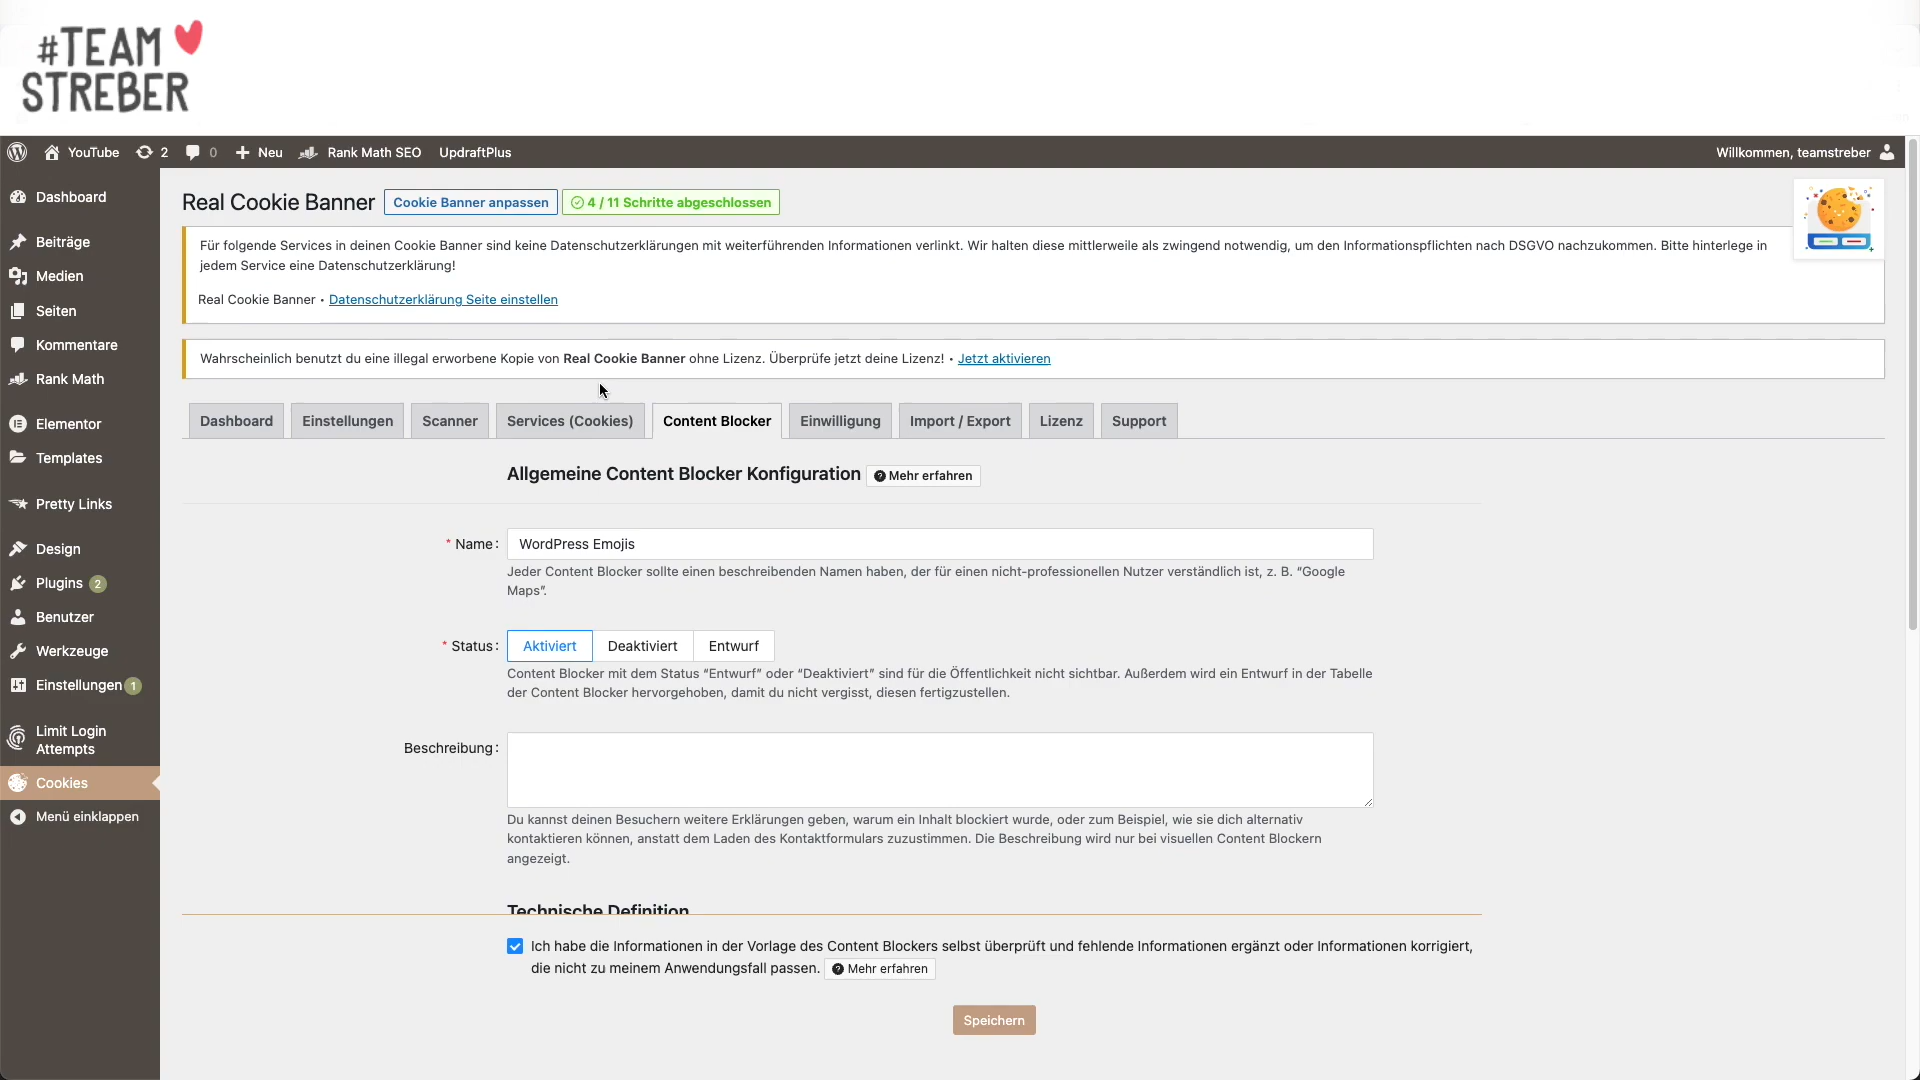 #TEAM
STREBER
YouTube 2 0 Neu Rank Math SEO UpdraftPlus Willkommen, teamstreber
Dashboard
Beiträge
Medien
Seiten
Kommentare
Rank Math
Elementor
Templates
Pretty Links
Design
Plugins 2
Benutzer
Werkzeuge
Einstellungen 1
Limit Login
Attempts
Cookies
Menü einklappen
Real Cookie Banner Cookie Banner anpassen 4 / 11 Schritte abgeschlossen
Für folgende Services in deinen Cookie Banner sind keine Datenschutzerklärungen mit weiterführenden Informationen verlinkt. Wir halten diese mittlerweile als zwingend notwendig, um den Informationspflichten nach DSGVO nachzukommen. Bitte hinterlege in
jedem Service eine Datenschutzerklärung!
Real Cookie Banner • Datenschutzerklärung Seite einstellen
Wahrscheinlich benutzt du eine illegal erworbene Kopie von Real Cookie Banner ohne Lizenz. Überprüfe jetzt deine Lizenz! • Jetzt aktivieren
Dashboard Einstellungen Scanner Services (Cookies) Content Blocker Einwilligung Import / Export Lizenz Support
Allgemeine Content Blocker Konfiguration Mehr erfahren
* Name: WordPress Emojis
Jeder Content Blocker sollte einen beschreibenden Namen haben, der für einen nicht-professionellen Nutzer verständlich ist, z. B. "Google
Maps".
* Status: Aktiviert Deaktiviert Entwurf
Content Blocker mit dem Status "Entwurf" oder "Deaktiviert" sind für die Öffentlichkeit nicht sichtbar. Außerdem wird ein Entwurf in der Tabelle
der Content Blocker hervorgehoben, damit du nicht vergisst, diesen fertigzustellen.
Beschreibung:
Du kannst deinen Besuchern weitere Erklärungen geben, warum ein Inhalt blockiert wurde, oder zum Beispiel, wie sie dich alternativ
kontaktieren können, anstatt dem Laden des Kontaktformulars zuzustimmen. Die Beschreibung wird nur bei visuellen Content Blockern
angezeigt.
Technische Definition
Ich habe die Informationen in der Vorlage des Content Blockers selbst überprüft und fehlende Informationen ergänzt oder Informationen korrigiert,
die nicht zu meinem Anwendungsfall passen. Mehr erfahren
Speichern